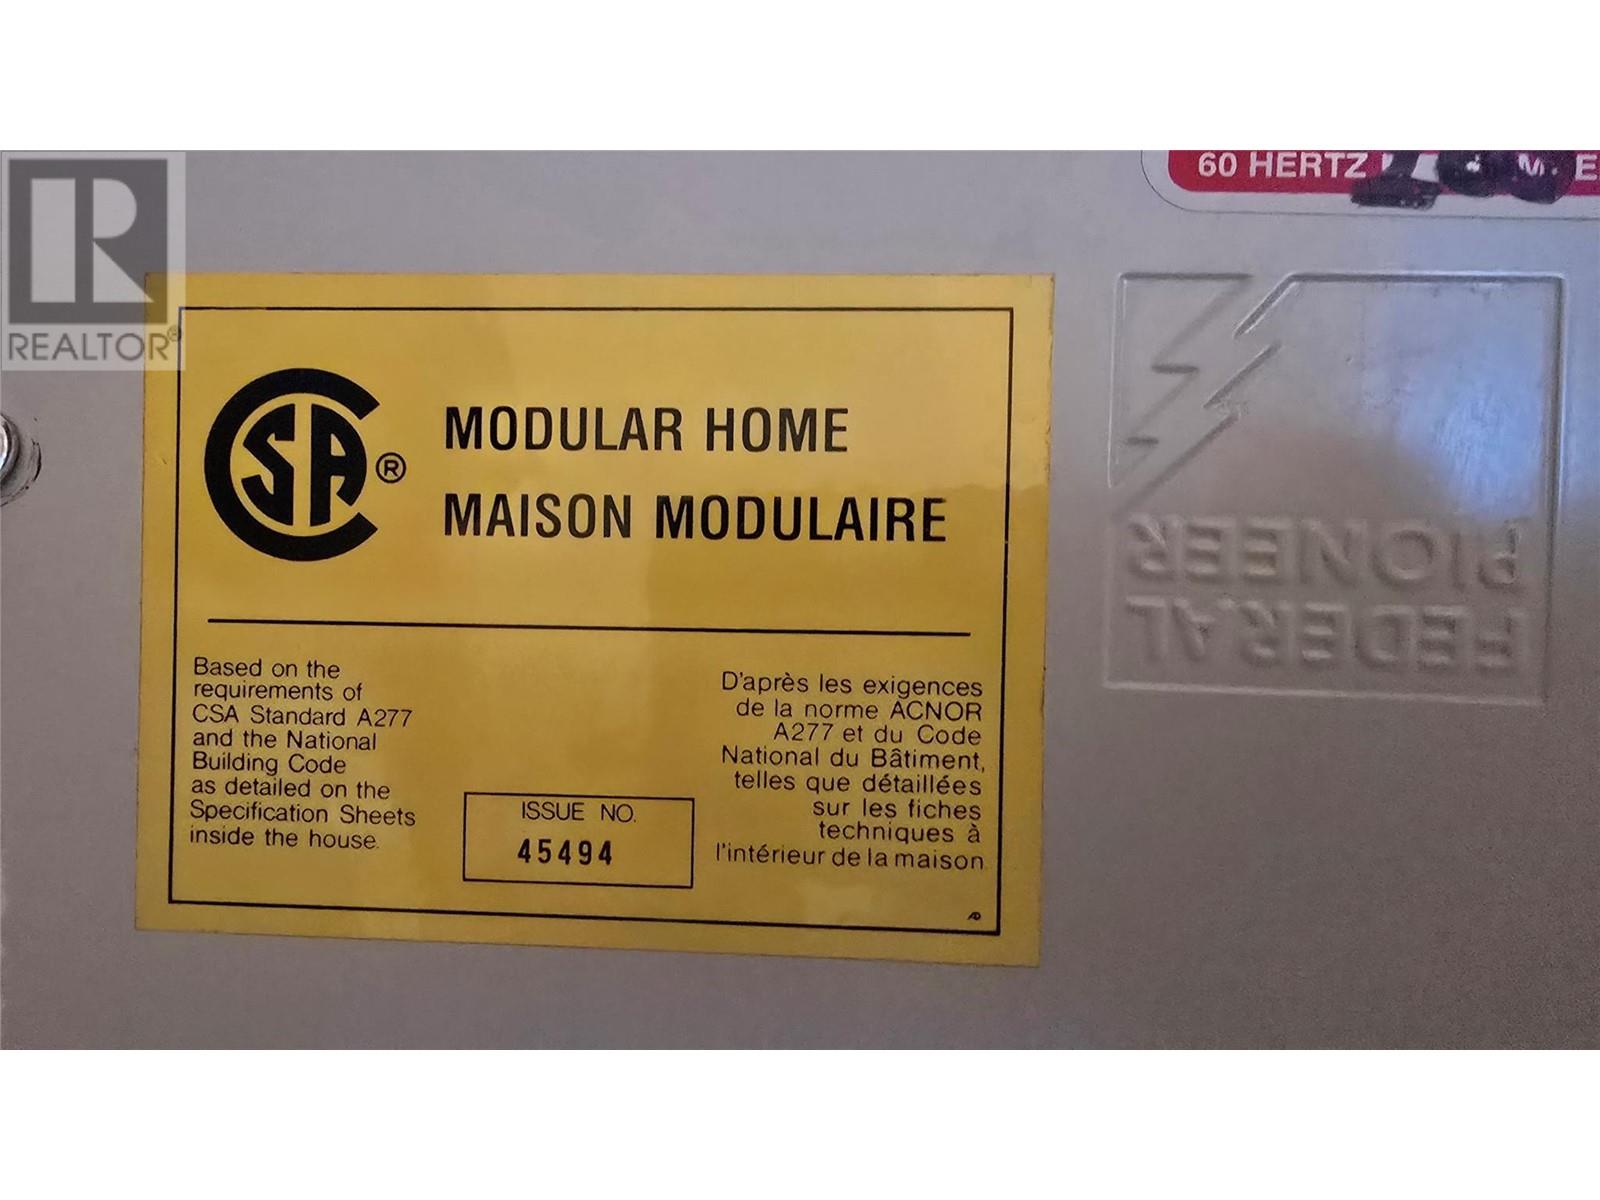 REALTOR®
60 HERTZ
CSA®
MODULAR HOME
MAISON MODULAIRE
Based on the
requirements of
CSA Standard A277
and the National
Building Code
as detailed on the
Specification Sheets
inside the house.
D'après les exigences
de la norme ACNOR
A277 et du Code
National du Bâtiment,
telles que détaillées
sur les fiches
techniques à
l'intérieur de la maison
ISSUE NO.
45494
FEDERAL
PIONEER